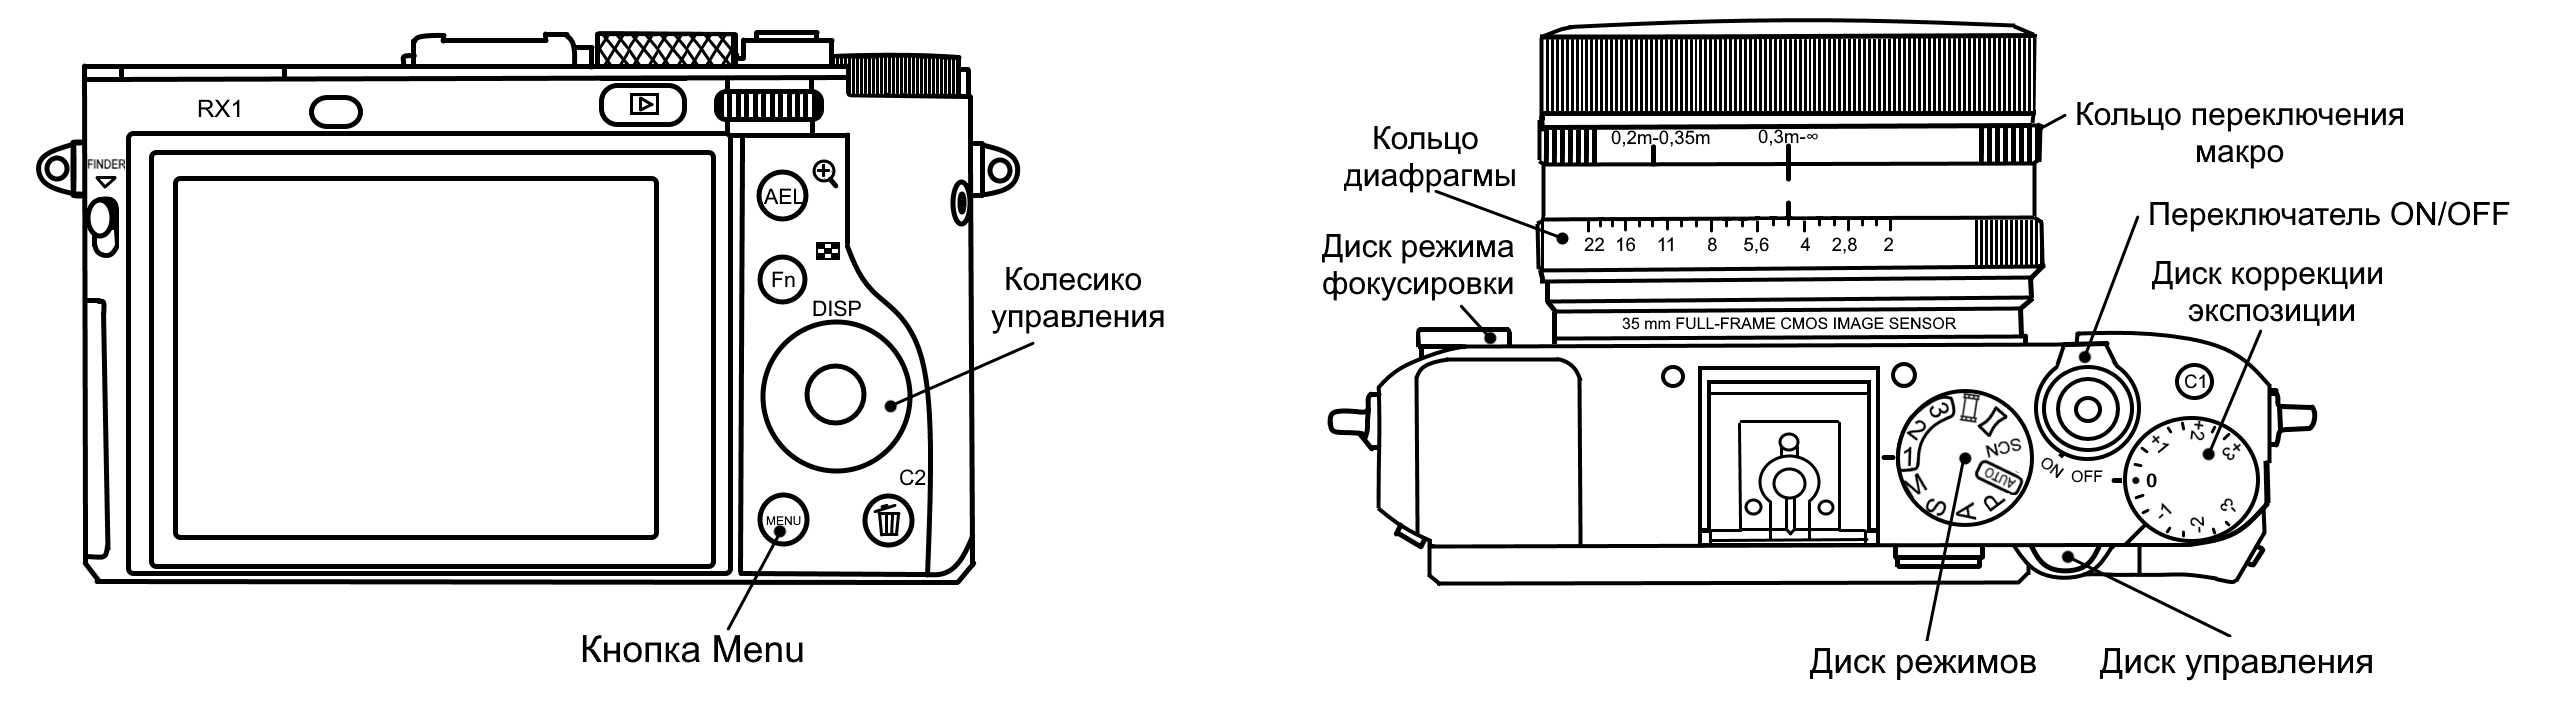 RX1
FINDER
AEL
Fn
DISP
Колесико
управления
C2
MENU
Кнопка Menu
Кольцо переключения
макро
0,2m-0,35m 0,3m-∞
Кольцо
диафрагмы
Переключатель ON/OFF
22 16 11 8 5,6 4 2,8 2
Диск режима
фокусировки
Диск коррекции
экспозиции
35 mm FULL-FRAME CMOS IMAGE SENSOR
C1
3
2
1
M
S
A
P
AUTO
SCN
ON OFF
+3
+2
+1
0
-1
-2
-3
Диск режимов
Диск управления